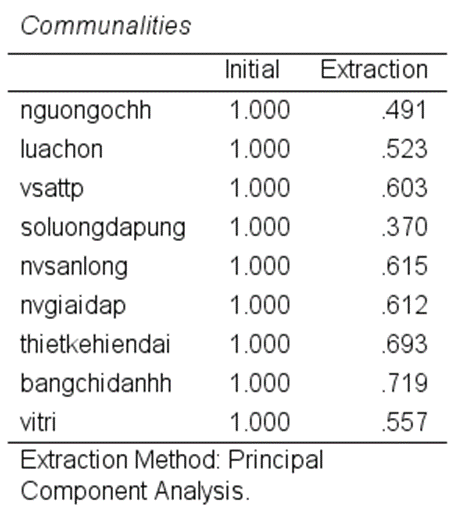 Communalities
Initial Extraction
nguongochh 1.000 .491
luachon 1.000 .523
vsattp 1.000 .603
soluongdapung 1.000 .370
nvsanlong 1.000 .615
nvgiaidap 1.000 .612
thietkehiendai 1.000 .693
bangchidanhh 1.000 .719
vitri 1.000 .557
Extraction Method: Principal
Component Analysis.